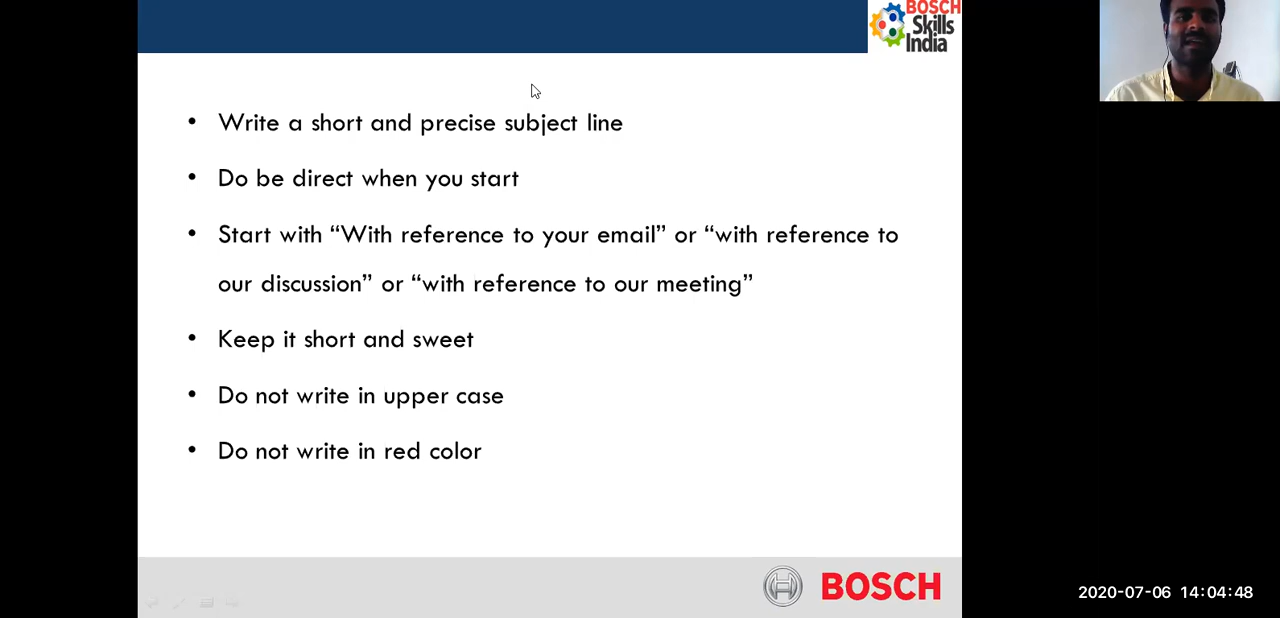 BOSCH
Skills
India
• Write a short and precise subject line
• Do be direct when you start
• Start with “With reference to your email” or “with reference to
our discussion” or “with reference to our meeting”
• Keep it short and sweet
• Do not write in upper case
• Do not write in red color
BOSCH
2020-07-06 14:04:48